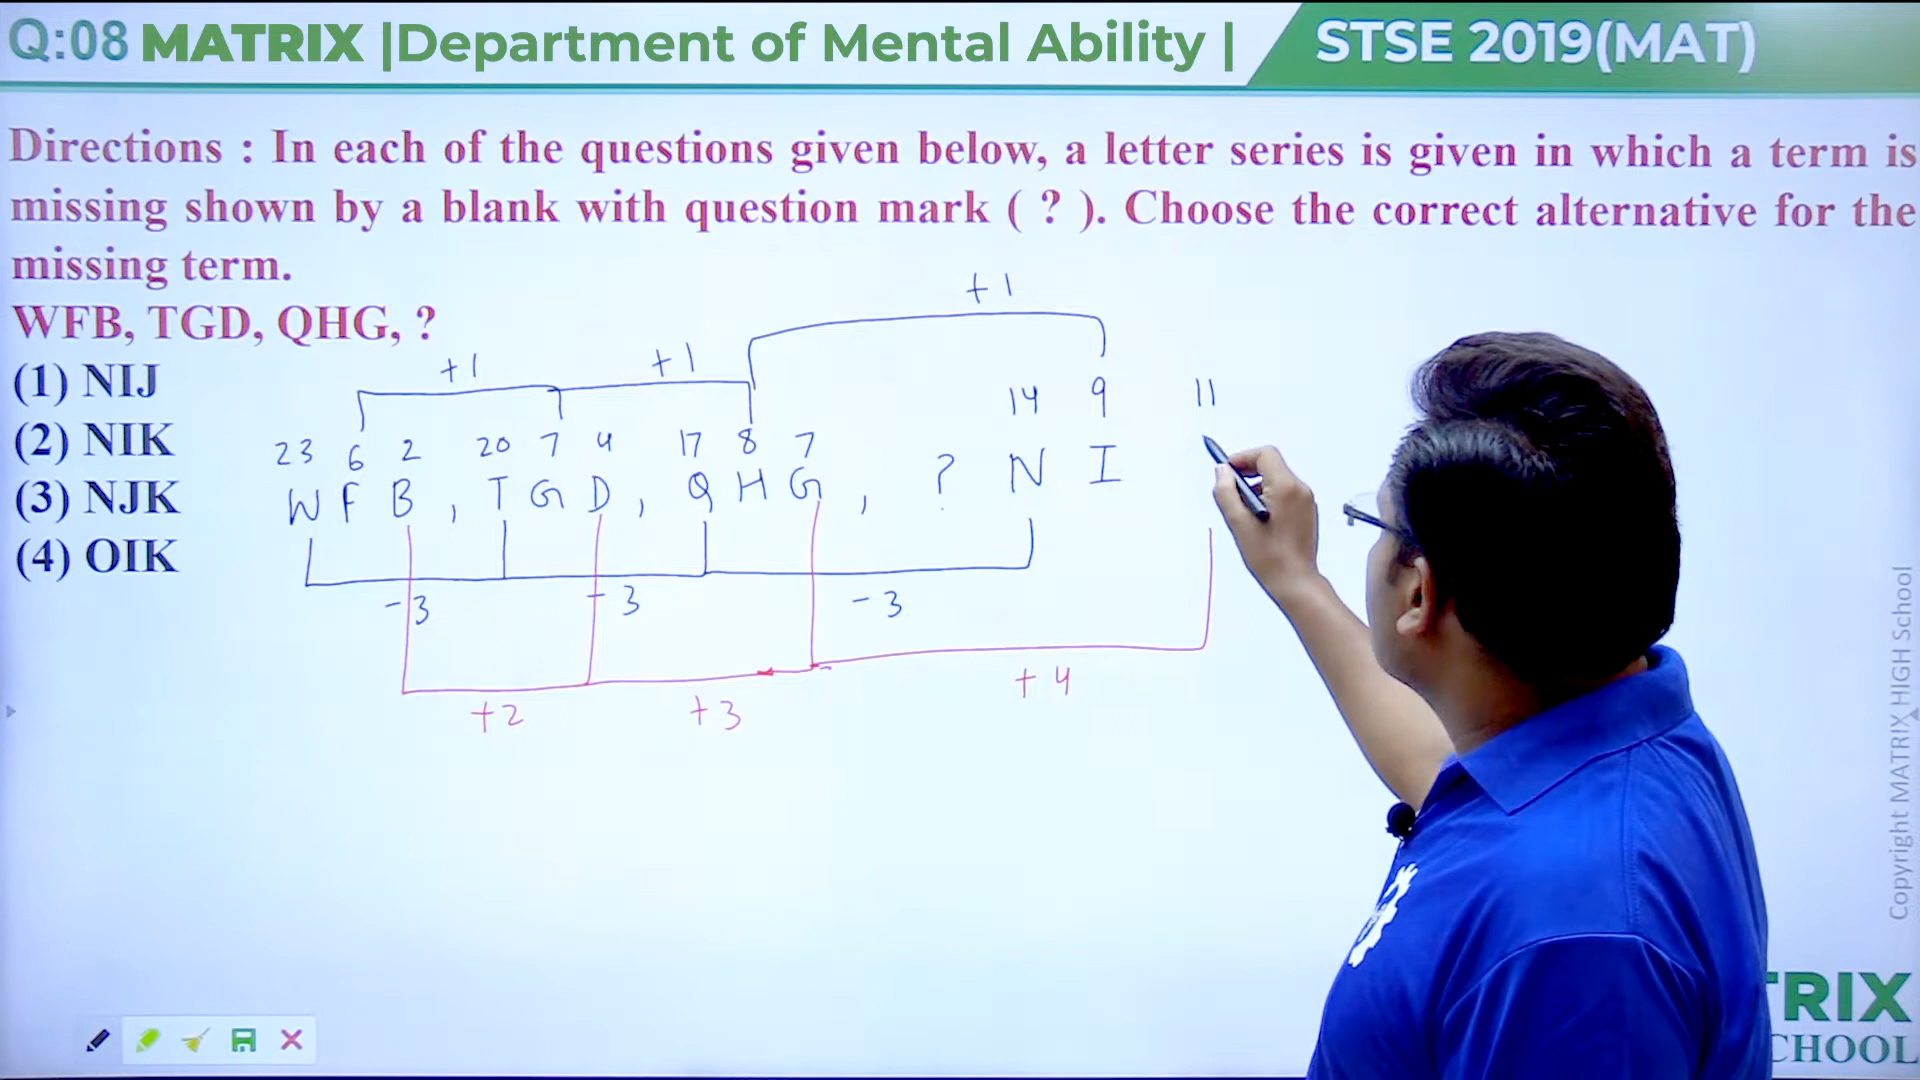 Q:08 MATRIX |Department of Mental Ability | STSE 2019(MAT)
Directions : In each of the questions given below, a letter series is given in which a term is
missing shown by a blank with question mark ( ? ). Choose the correct alternative for the
missing term.
WFB, TGD, QHG, ?
(1) NIJ
(2) NIK
(3) NJK
(4) OIK
+1
+1 +1
14 9 11
23 6 2 20 7 4 17 8 7
W F B , T G D , Q H G , ? N I
-3 -3 -3
+2 +3 +4
Copyright MATRIX HIGH School
TRIX
CHOOL